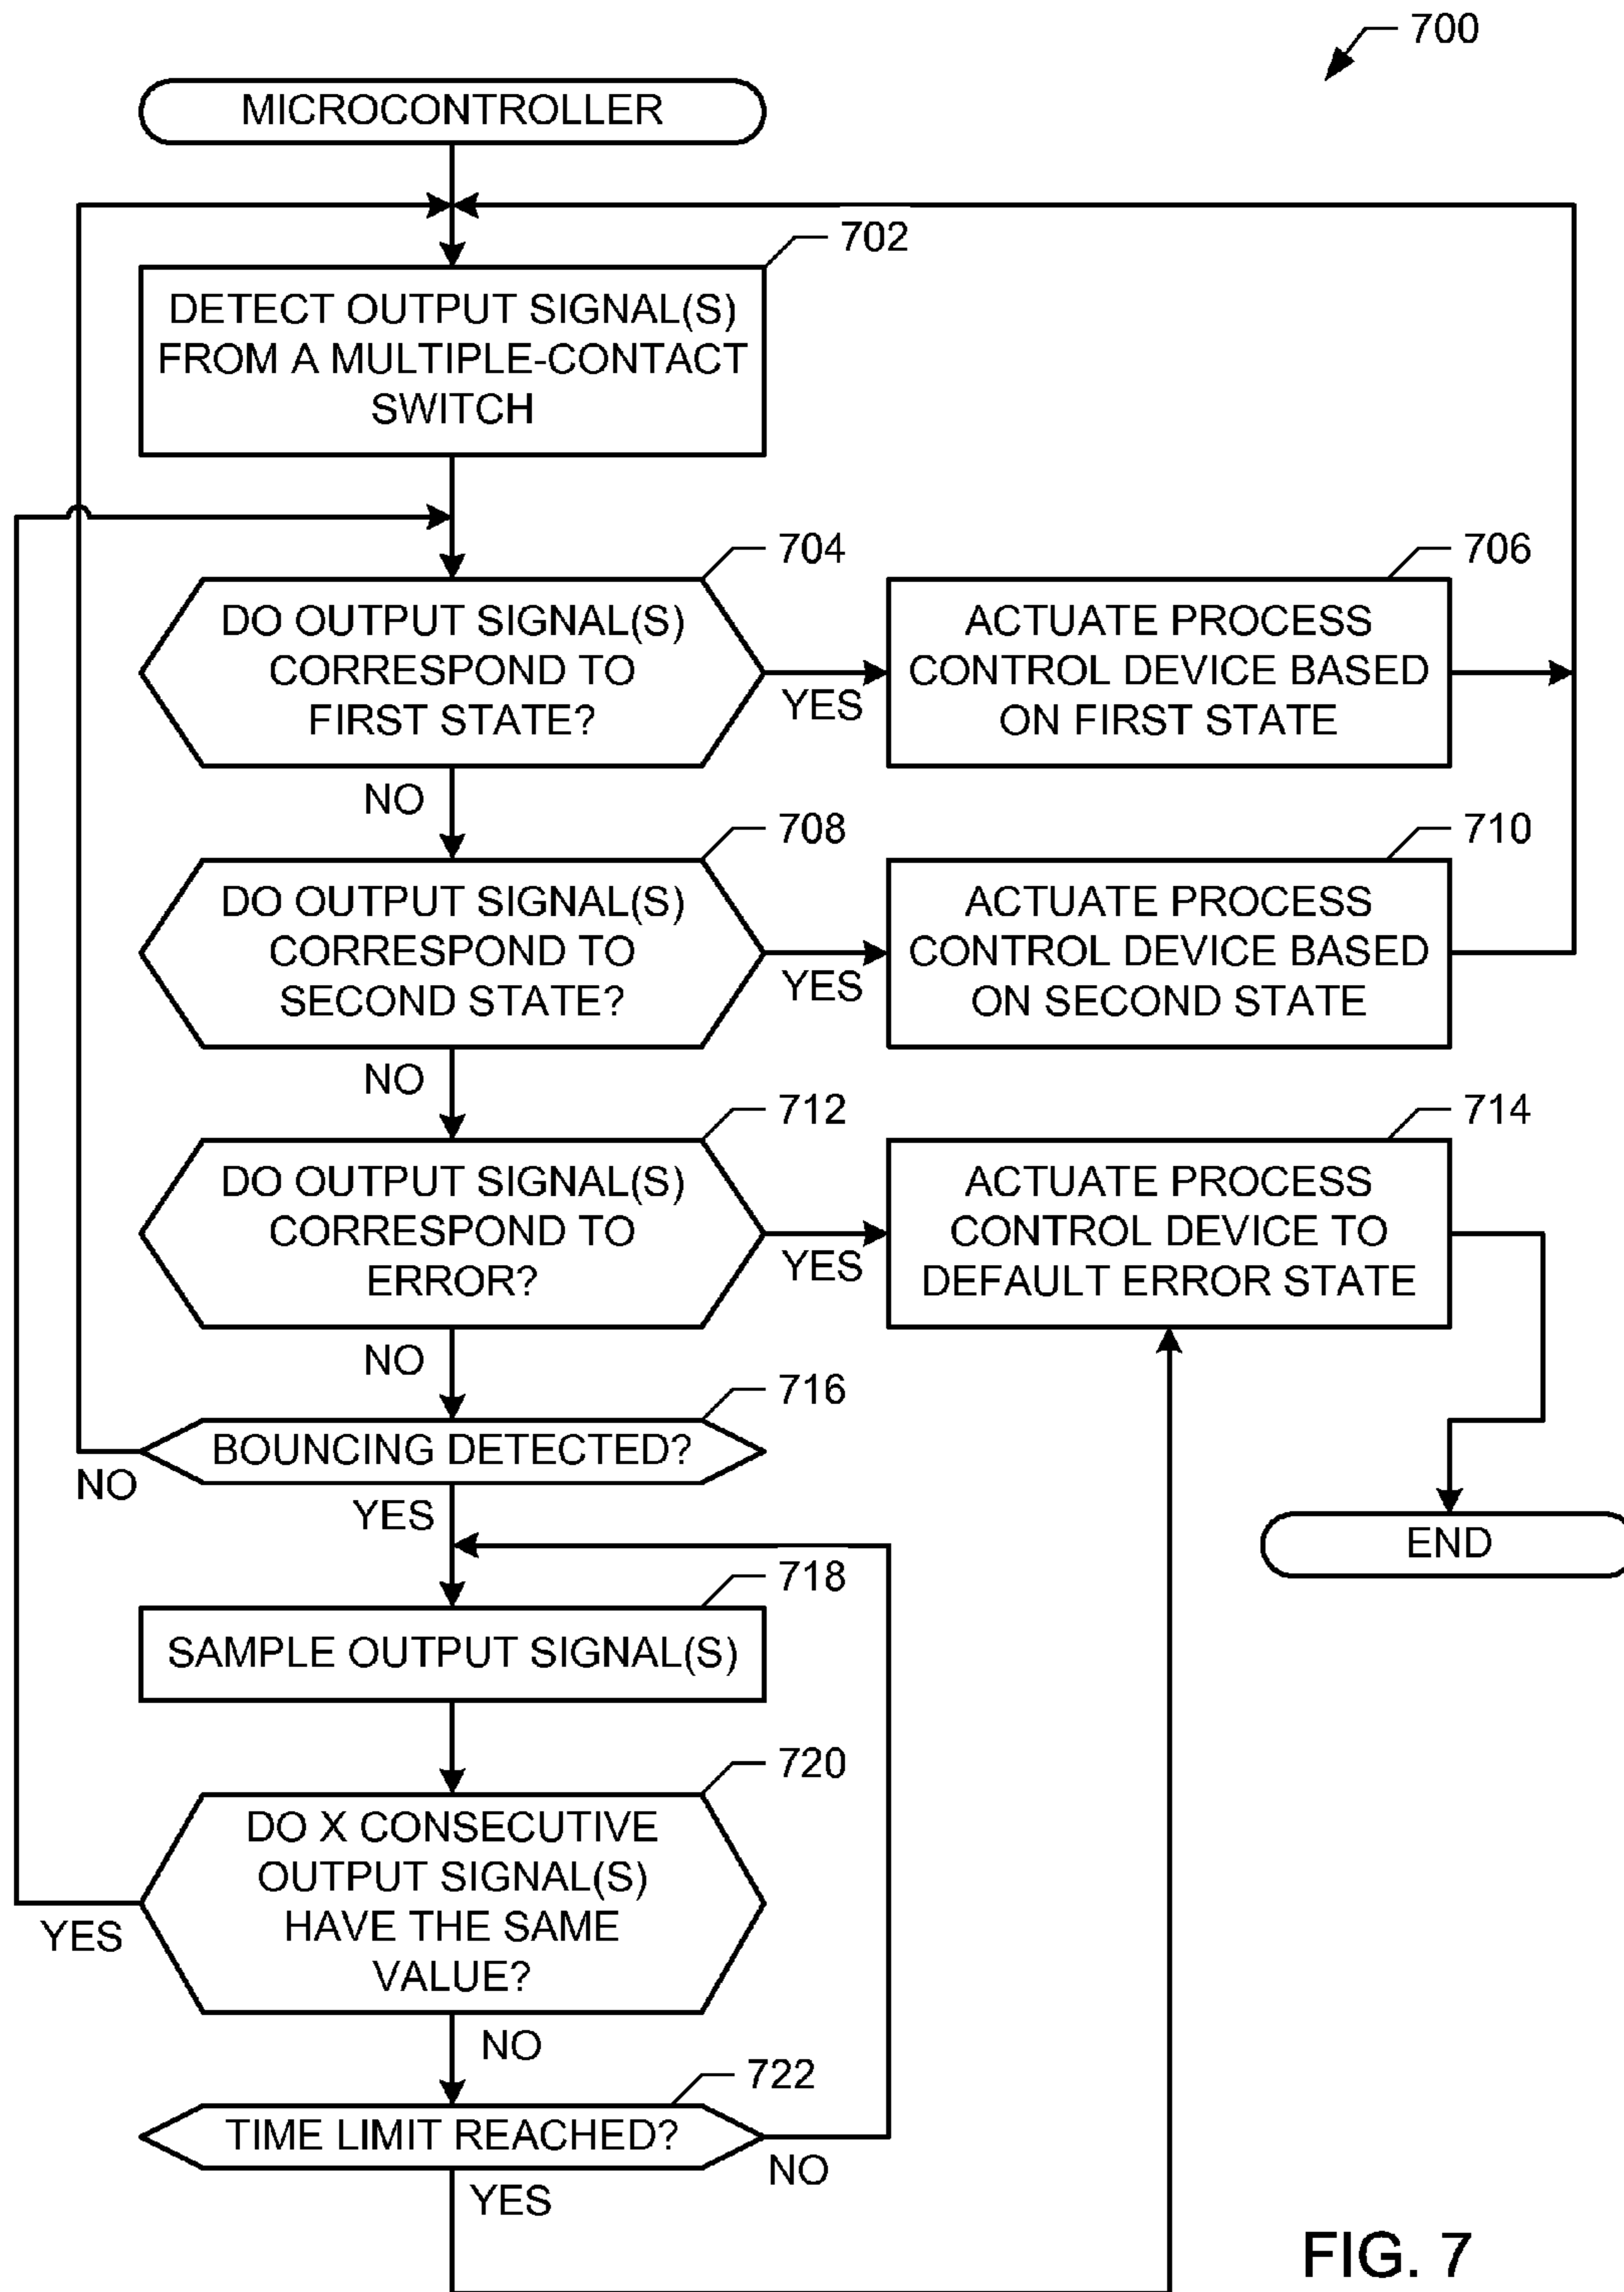 700
MICROCONTROLLER
702
DETECT OUTPUT SIGNAL(S)
FROM A MULTIPLE-CONTACT
SWITCH
704
DO OUTPUT SIGNAL(S)
CORRESPOND TO
FIRST STATE?
YES
706
ACTUATE PROCESS
CONTROL DEVICE BASED
ON FIRST STATE
NO
708
DO OUTPUT SIGNAL(S)
CORRESPOND TO
SECOND STATE?
YES
710
ACTUATE PROCESS
CONTROL DEVICE BASED
ON SECOND STATE
NO
712
DO OUTPUT SIGNAL(S)
CORRESPOND TO
ERROR?
YES
714
ACTUATE PROCESS
CONTROL DEVICE TO
DEFAULT ERROR STATE
NO
716
BOUNCING DETECTED?
NO
YES
END
718
SAMPLE OUTPUT SIGNAL(S)
720
DO X CONSECUTIVE
OUTPUT SIGNAL(S)
HAVE THE SAME
VALUE?
YES
NO
722
TIME LIMIT REACHED?
NO
YES
FIG. 7